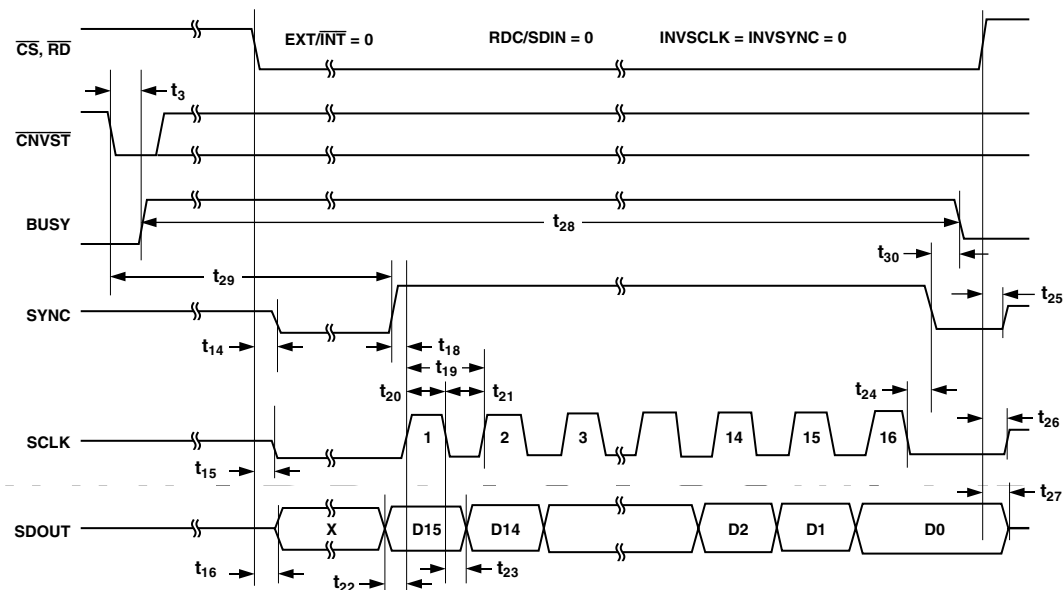 EXT/INT = 0 RDC/SDIN = 0 INVSCLK = INVSYNC = 0
CS, RD
t3
CNVST
BUSY
t28
t30
t29
t25
SYNC
t14
t18
t19
t20
t21
t24
t26
SCLK
1 2 3 14 15 16
t15
t27
SDOUT
X D15 D14 D2 D1 D0
t16
t22
t23